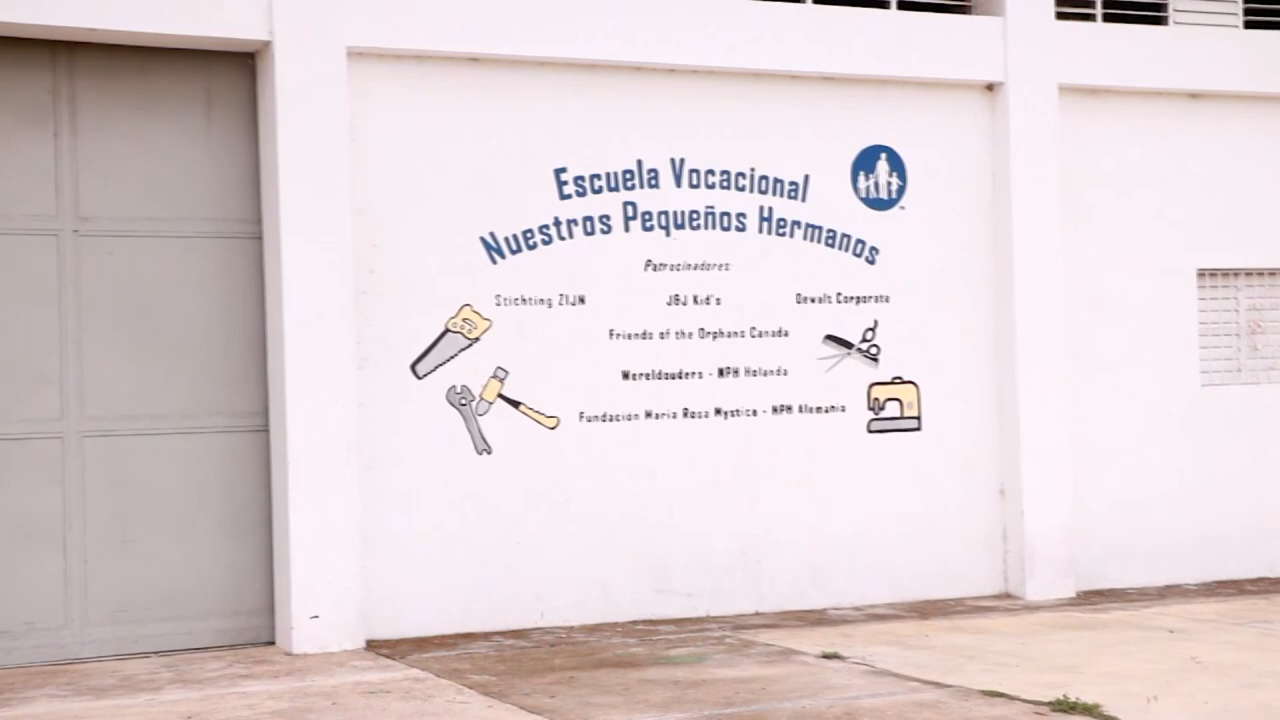 Escuela Vocacional
Nuestros Pequeños Hermanos
Patrocinadores:
Stichting ZIJN J&J Kid's Dewalt Corporate
Friends of the Orphans Canada
Wereldouders - NPH Holanda
Fundación Maria Rosa Mystica - NPH Alemania